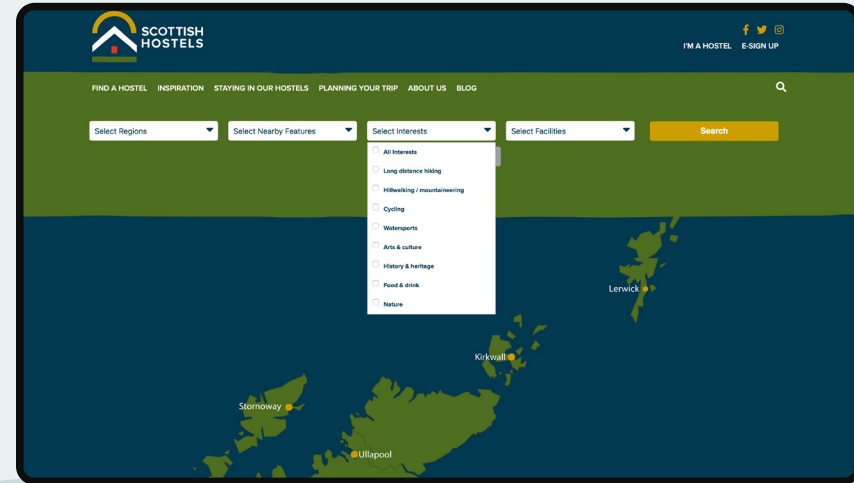 SCOTTISH
HOSTELS
I'M A HOSTEL E-SIGN UP
FIND A HOSTEL INSPIRATION STAYING IN OUR HOSTELS PLANNING YOUR TRIP ABOUT US BLOG
Select Regions Select Nearby Features Select Interests Select Facilities Search
All Interests
Long distance hiking
Hillwalking / mountaineering
Cycling
Watersports
Arts & culture
History & heritage
Food & drink
Nature
Lerwick
Kirkwall
Stornoway
Ullapool